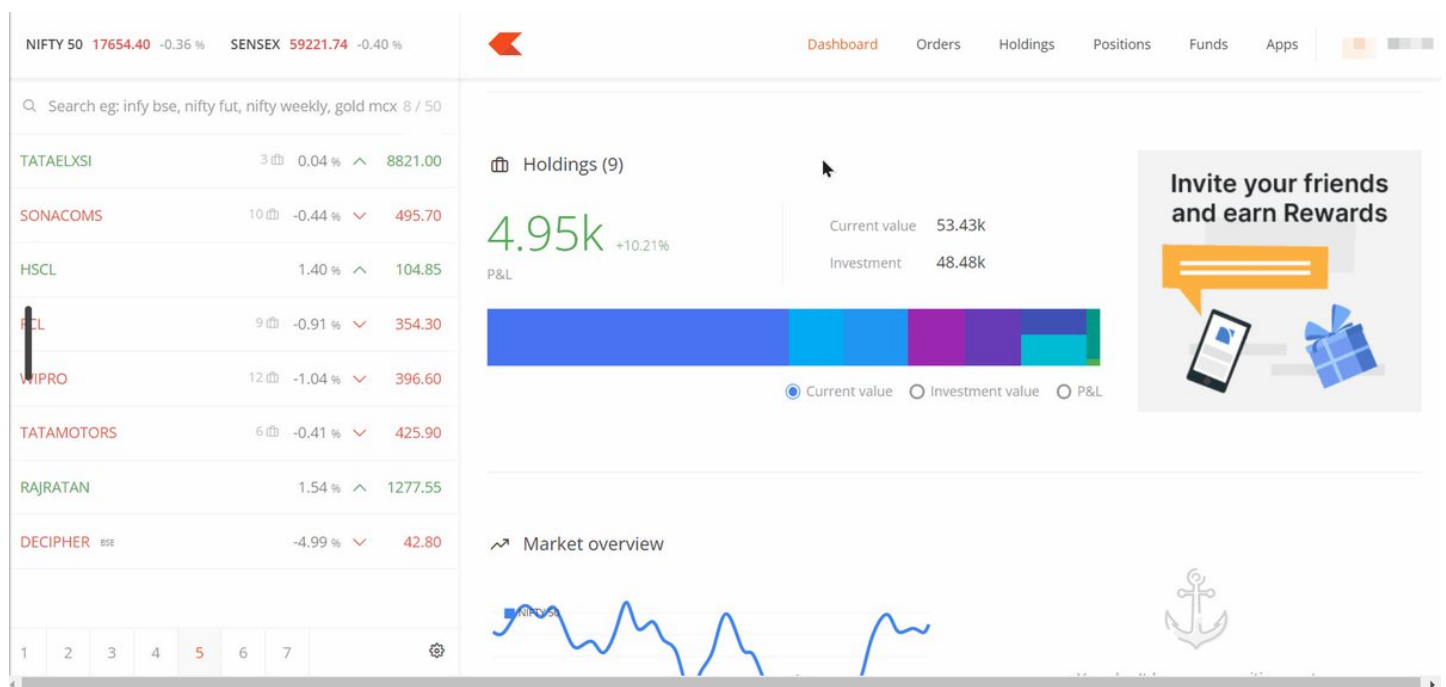 NIFTY 50 17654.40 -0.36 % SENSEX 59221.74 -0.40 %
Dashboard Orders Holdings Positions Funds Apps
Search eg: infy bse, nifty fut, nifty weekly, gold mcx 8 / 50
TATAELXSI 3 0.04 % 8821.00
SONACOMS 10 -0.44 % 495.70
HSCL 1.40 % 104.85
9 -0.91 % 354.30
WIPRO 12 -1.04 % 396.60
TATAMOTORS 6 -0.41 % 425.90
RAJRATAN 1.54 % 1277.55
DECIPHER BSE -4.99 % 42.80
1 2 3 4 5 6 7
Holdings (9)
4.95k +10.21%
P&L
Current value 53.43k
Investment 48.48k
Current value Investment value P&L
Invite your friends
and earn Rewards
Market overview
NIFTY 50